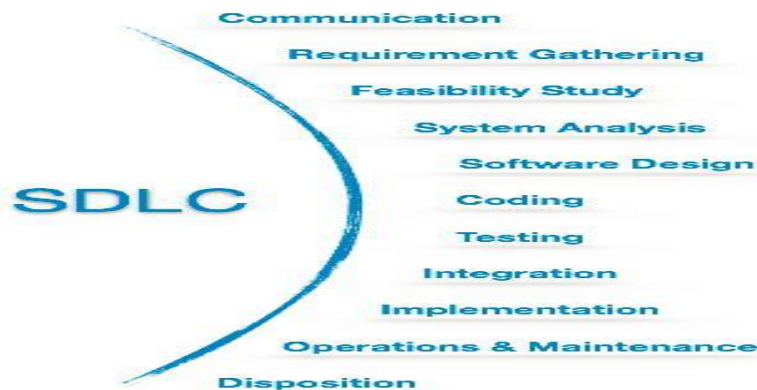 Communication
Requirement Gathering
Feasibility Study
System Analysis
Software Design
SDLC
Coding
Testing
Integration
Implementation
Operations & Maintenance
Disposition